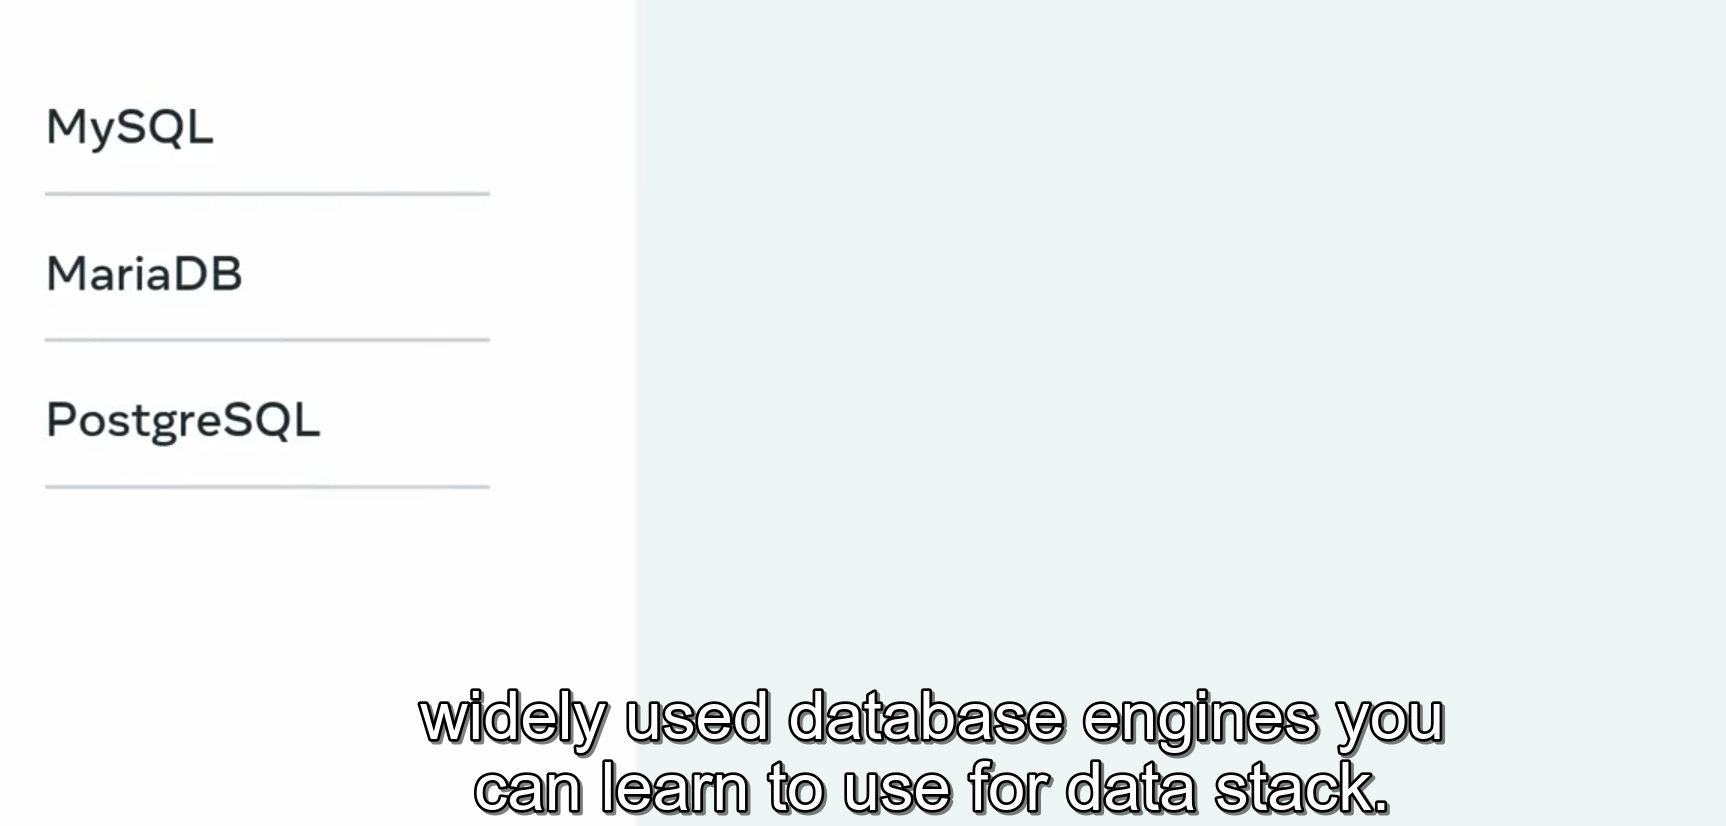 MySQL
MariaDB
PostgreSQL
widely used database engines you
can learn to use for data stack.